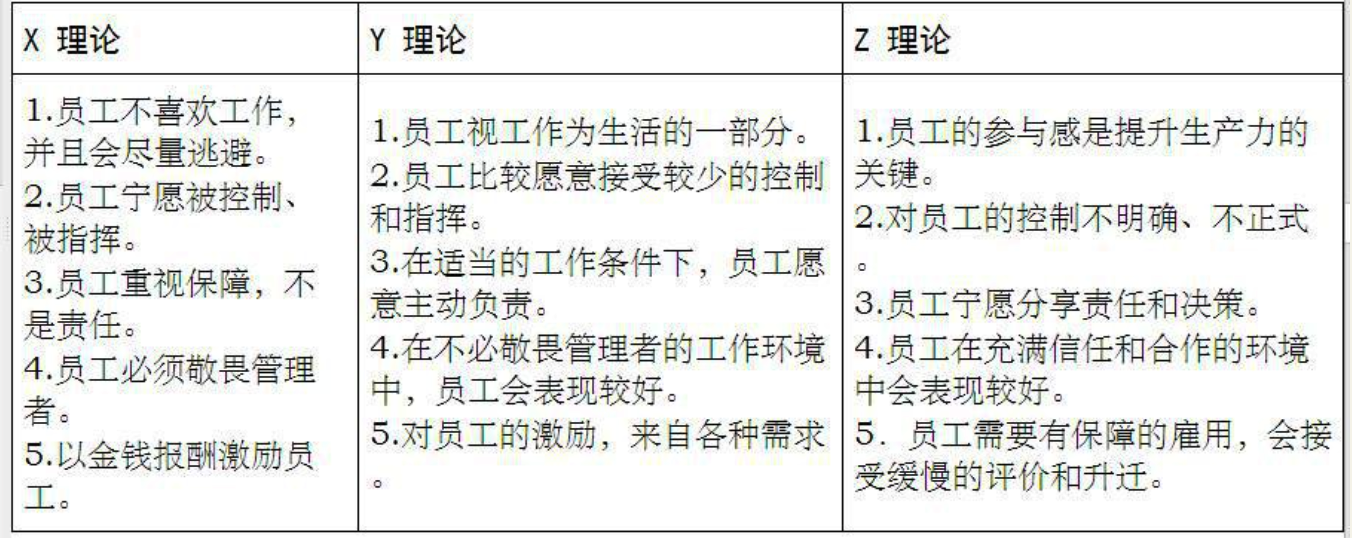 X 理论
Y 理论
Z 理论
1.员工不喜欢工作，
并且会尽量逃避。
2.员工宁愿被控制、
被指挥。
3.员工重视保障，不
是责任。
4.员工必须敬畏管理
者。
5.以金钱报酬激励员
工。
1.员工视工作为生活的一部分。
2.员工比较愿意接受较少的控制
和指挥。
3.在适当的工作条件下，员工愿
意主动负责。
4.在不必敬畏管理者的工作环境
中，员工会表现较好。
5.对员工的激励，来自各种需求
。
1.员工的参与感是提升生产力的
关键。
2.对员工的控制不明确、不正式
。
3.员工宁愿分享责任和决策。
4.员工在充满信任和合作的环境
中会表现较好。
5．员工需要有保障的雇用，会接
受缓慢的评价和升迁。